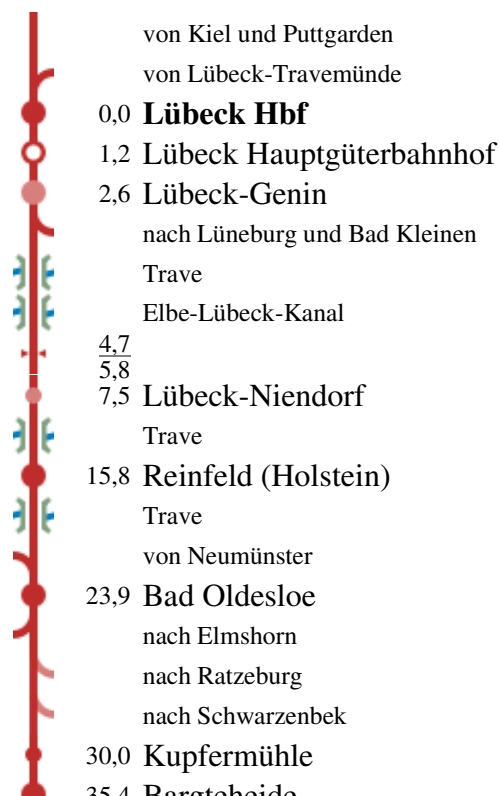 von Kiel und Puttgarden
von Lübeck-Travemünde
0,0 Lübeck Hbf
1,2 Lübeck Hauptgüterbahnhof
2,6 Lübeck-Genin
nach Lüneburg und Bad Kleinen
Trave
Elbe-Lübeck-Kanal
4,7
5,8
7,5 Lübeck-Niendorf
Trave
15,8 Reinfeld (Holstein)
Trave
von Neumünster
23,9 Bad Oldesloe
nach Elmshorn
nach Ratzeburg
nach Schwarzenbek
30,0 Kupfermühle
35,4 Bargteheide